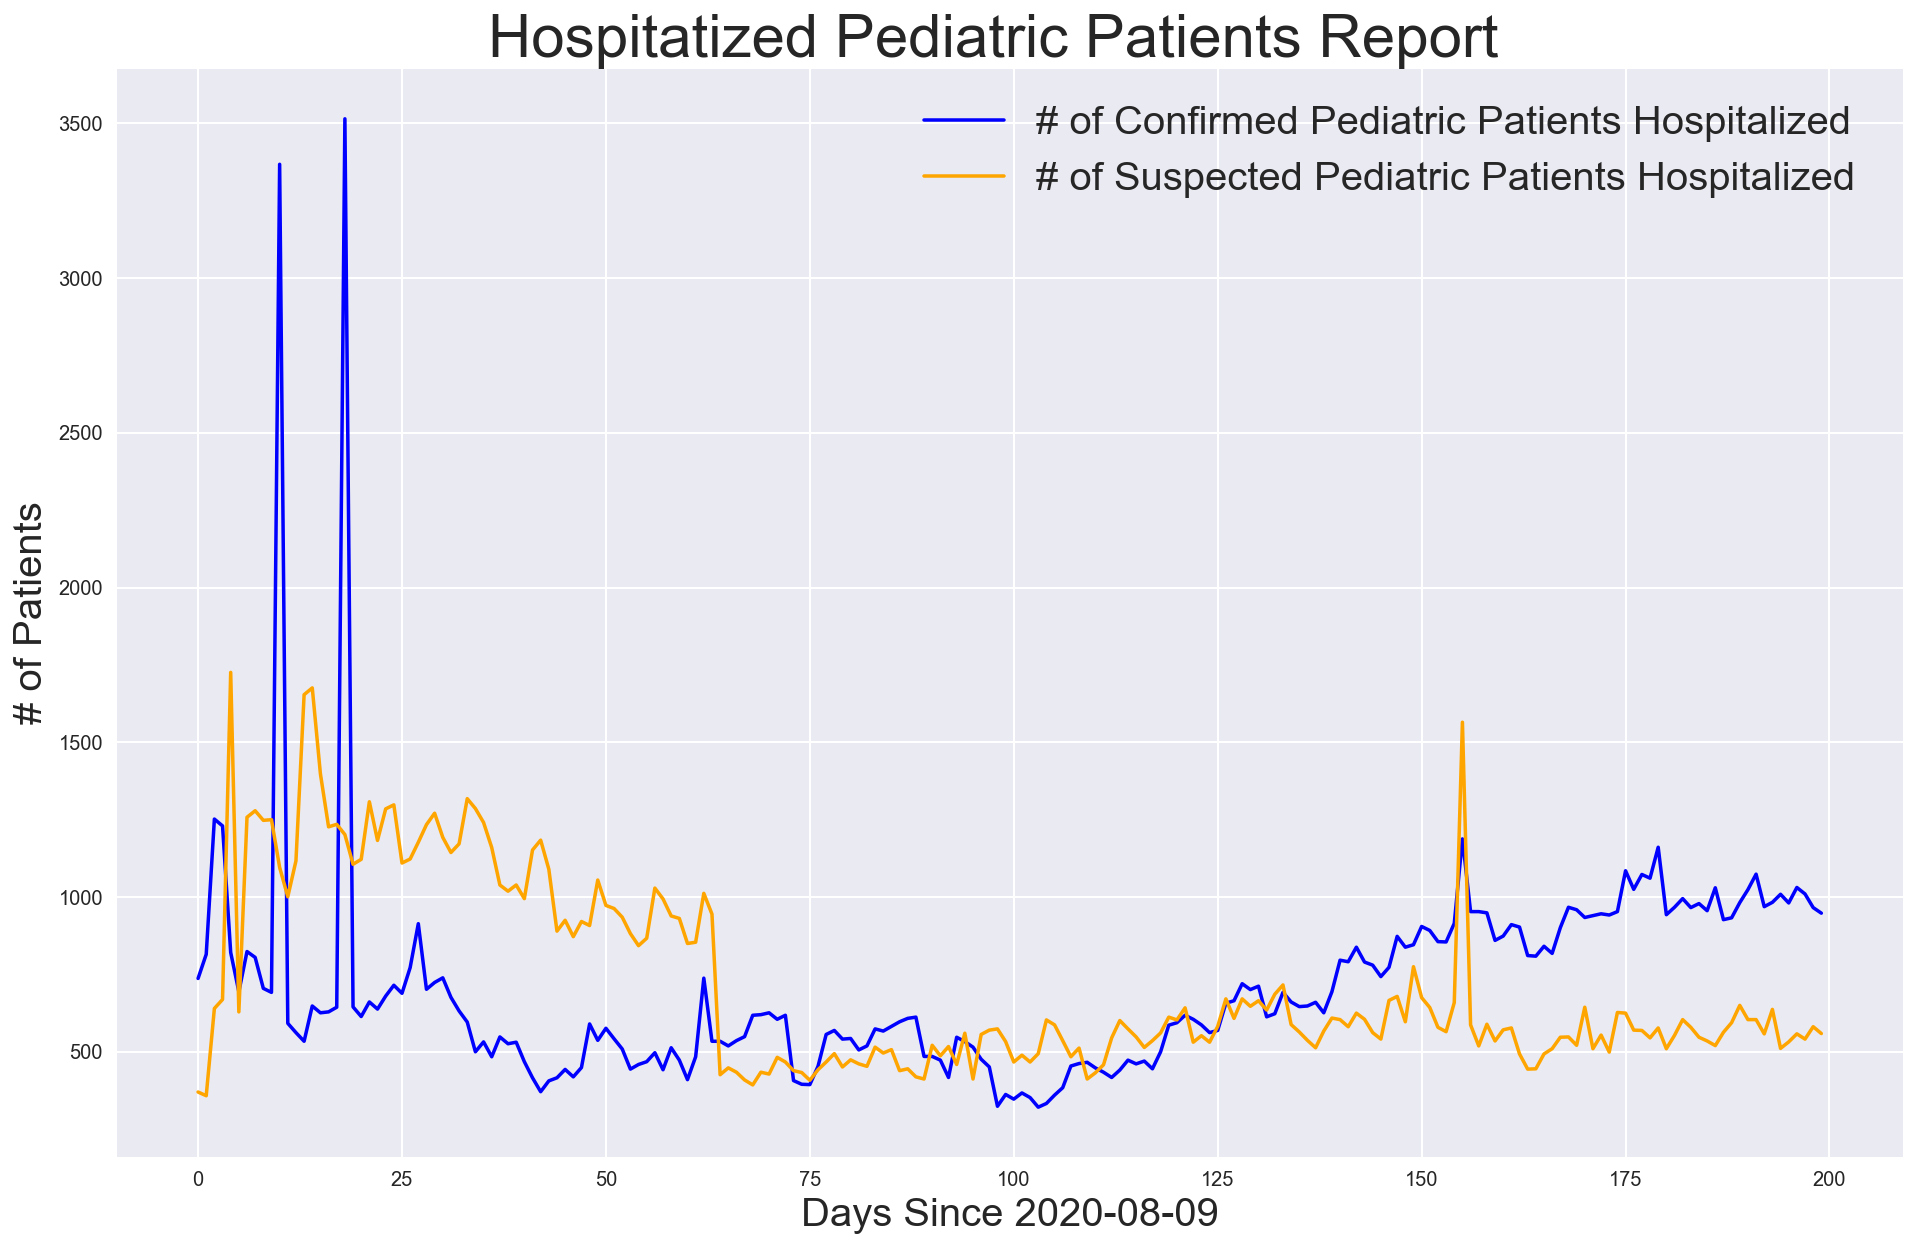 Hospitatized Pediatric Patients Report
# of Confirmed Pediatric Patients Hospitalized
# of Suspected Pediatric Patients Hospitalized
# of Patients
3500
3000
2500
2000
1500
1000
500
0 25 50 75 100 125 150 175 200
Days Since 2020-08-09